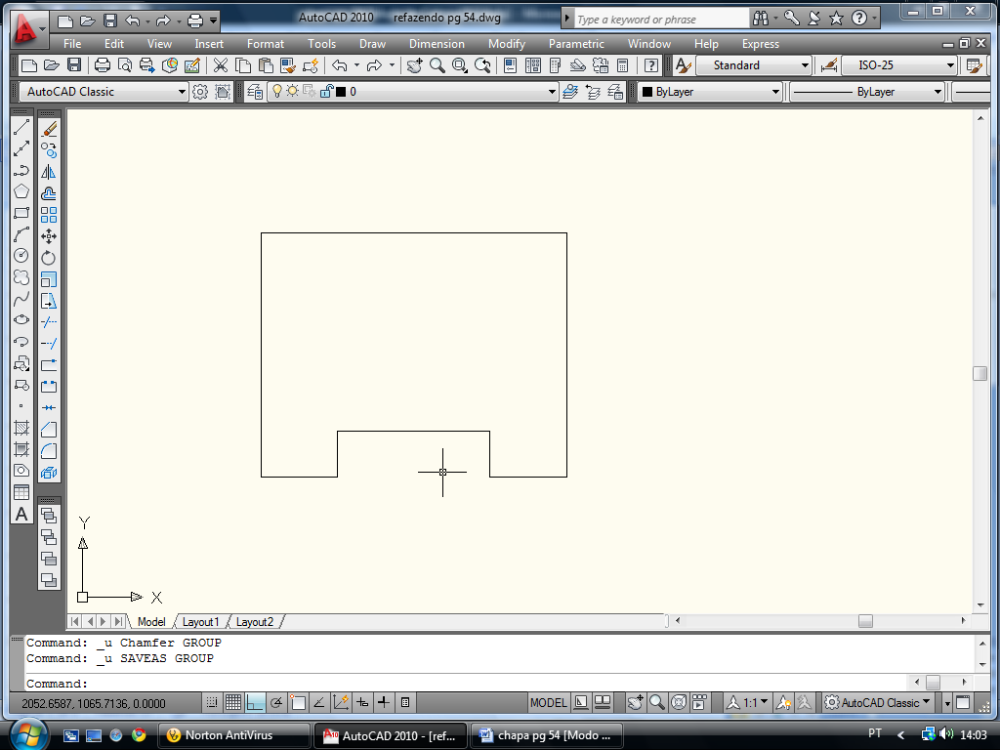 AutoCAD 2010 refazendo pg 54.dwg
Type a keyword or phrase
File Edit View Insert Format Tools Draw Dimension Modify Parametric Window Help Express
Standard ISO-25
AutoCAD Classic 0 ByLayer ByLayer
A
Y
X
Model Layout1 Layout2
Command: _u Chamfer GROUP
Command: _u SAVEAS GROUP
Command:
2052.6587, 1065.7136, 0.0000 MODEL 1:1 AutoCAD Classic
Norton AntiVirus AutoCAD 2010 - [ref... chapa pg 54 [Modo ... PT 14:03